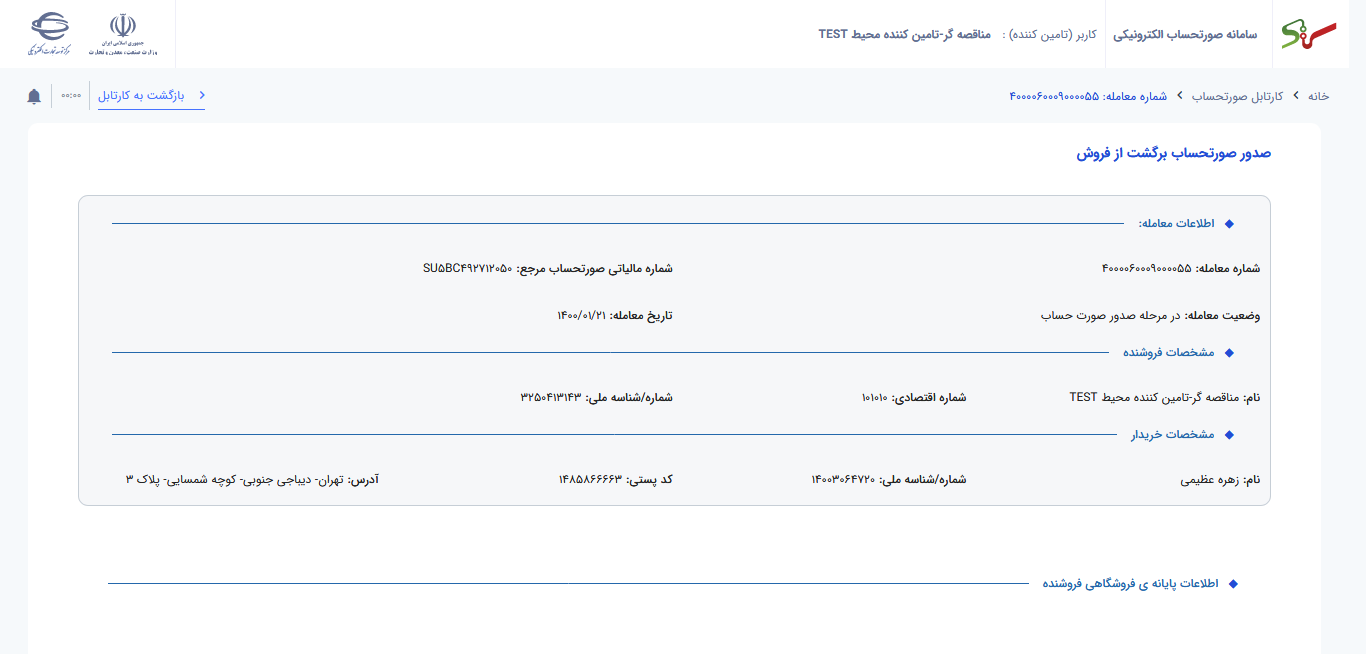 سامانه صورتحساب الکترونیکی
کاربر (تامین کننده) : مناقصه گر-تامین کننده محیط TEST
جمهوری اسلامی ایران
وزارت صنعت، معدن و تجارت
مرکز توسعه تجارت الکترونیکی
خانه > کارتابل صورتحساب > شماره معامله: ۴۰۰۰۰۶۰۰۰۹۰۰۰۰۵۵
بازگشت به کارتابل
۰۰:۰۰
صدور صورتحساب برگشت از فروش
اطلاعات معامله:
شماره معامله: ۴۰۰۰۰۶۰۰۰۹۰۰۰۰۵۵ شماره مالیاتی صورتحساب مرجع: SU۵BC۴۹۲۷۱۲۰۵۰
وضعیت معامله: در مرحله صدور صورت حساب تاریخ معامله: ۱۴۰۰/۰۱/۲۱
مشخصات فروشنده
نام: مناقصه گر-تامین کننده محیط TEST شماره اقتصادی: ۱۰۱۰۱۰ شماره/شناسه ملی: ۳۲۵۰۴۱۳۱۴۳
مشخصات خریدار
نام: زهره عظیمی شماره/شناسه ملی: ۱۴۰۰۳۰۶۴۷۲۰ کد پستی: ۱۴۸۵۸۶۶۶۶۳ آدرس: تهران- دیباجی جنوبی- کوچه شمسایی- پلاک ۳
اطلاعات پایانه ی فروشگاهی فروشنده